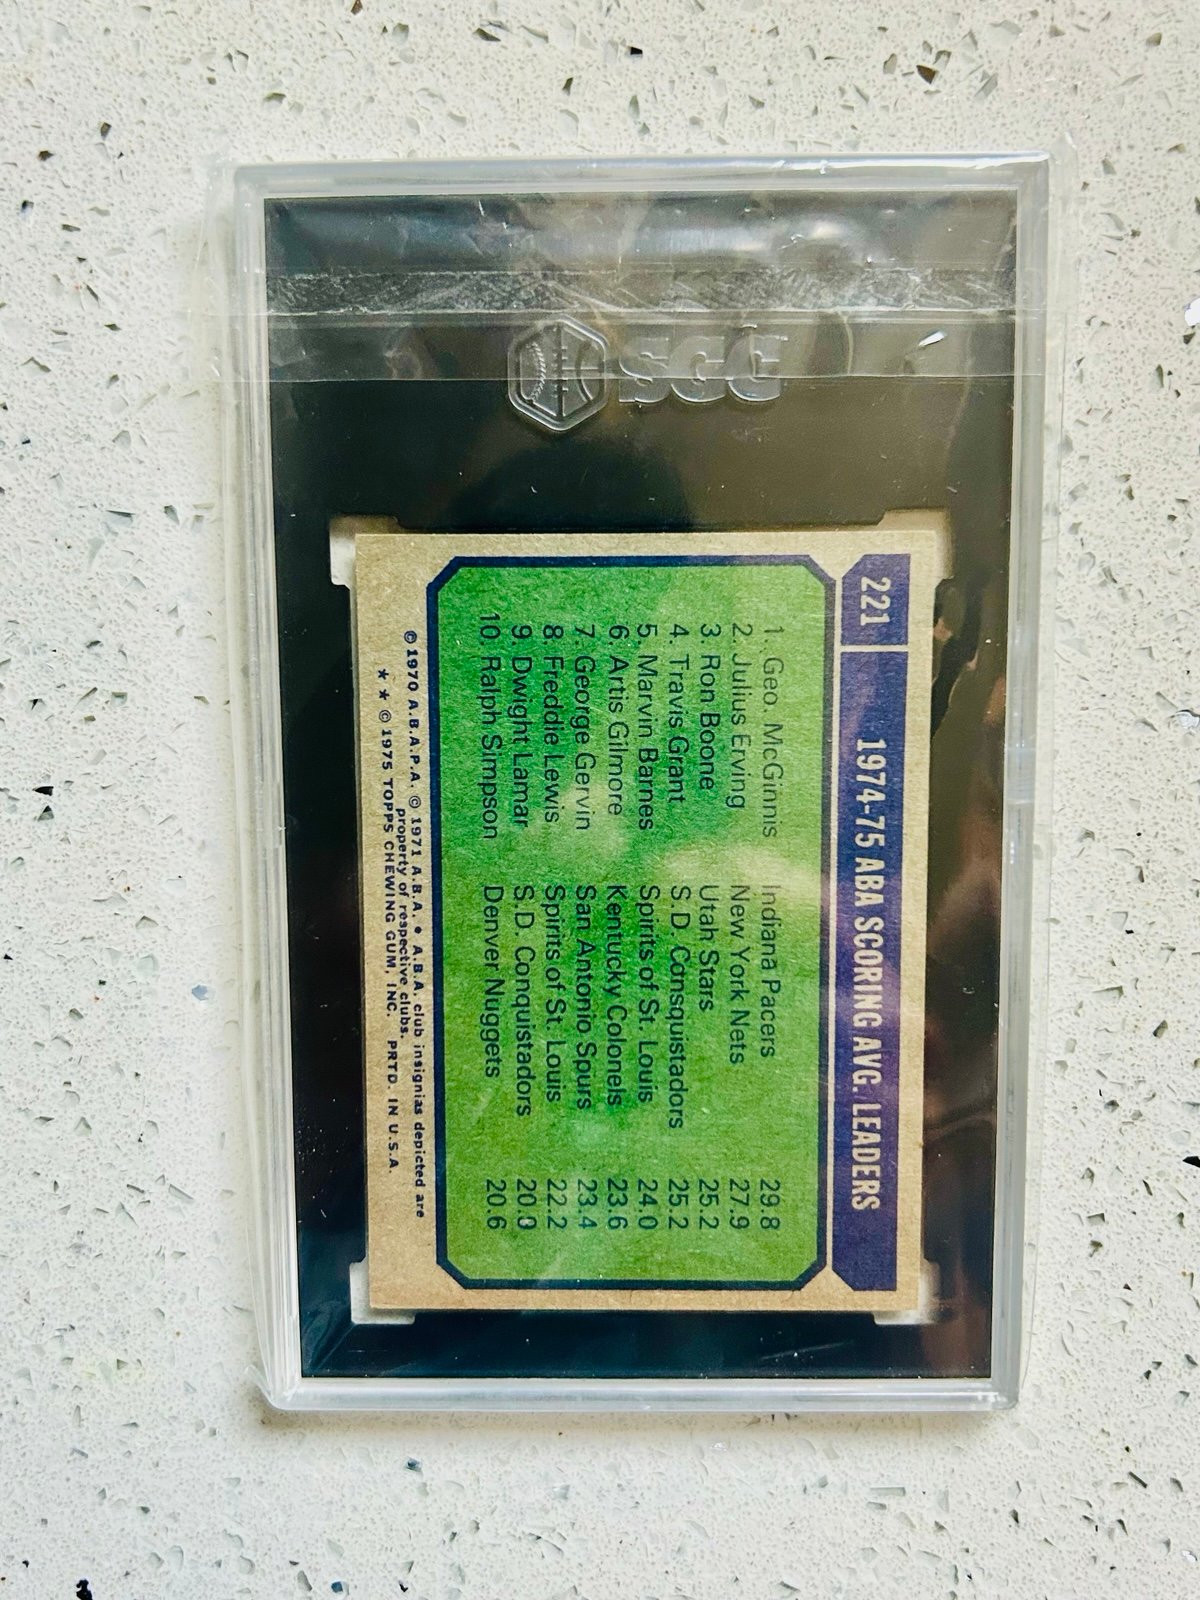 SGC
221 1974-75 ABA SCORING AVG. LEADERS
1. Geo. McGinnis Indiana Pacers 29.8
2. Julius Erving New York Nets 27.9
3 Ron Boone Utah Stars 25.2
4 Travis Grant S.D. Consquistadors 25.2
5 Marvin Barnes Spirits of St. Louis 24.0
6. Artis Gilmore Kentucky Colonels 23.6
7. George Gervin San Antonio Spurs 23.4
8 Freddie Lewis Spirits of St. Louis 22.2
9. Dwight Lamar S.D. Conquistadors 20.9
10 Ralph Simpson Denver Nuggets 20.6
© 1970 A.B.A.P.A. © 1971 A.B.A. ● A.B.A. club insignias depicted are
property of respective clubs.
★ ★ © 1975 TOPPS CHEWING GUM, INC. PRTD. IN U.S.A.